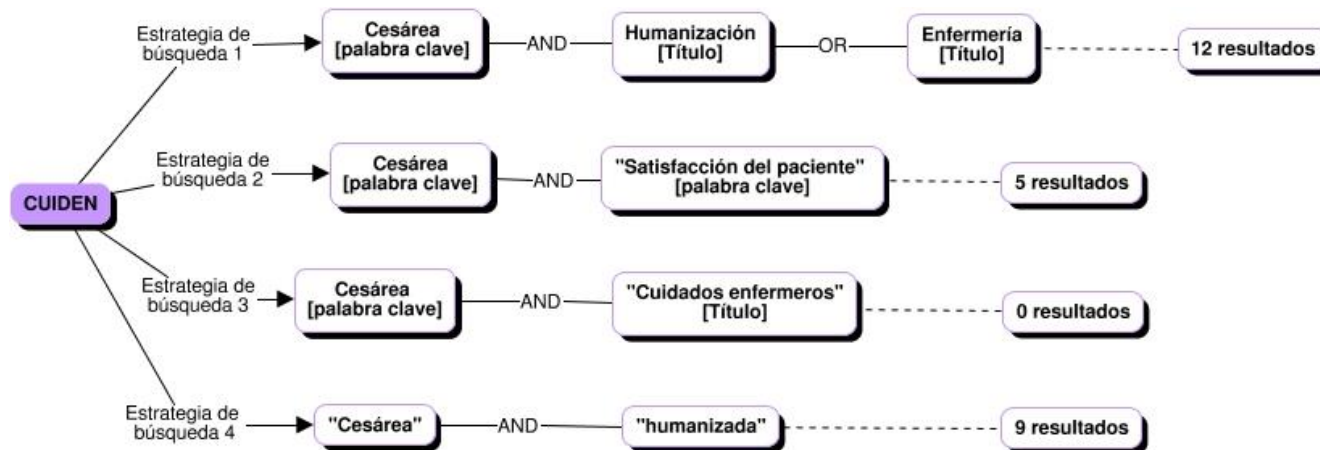 Estrategia de
búsqueda 1
Cesárea
[palabra clave]
AND
Humanización
[Título]
OR
Enfermería
[Título]
12 resultados
Estrategia de
búsqueda 2
Cesárea
[palabra clave]
AND
"Satisfacción del paciente"
[palabra clave]
5 resultados
CUIDEN
Estrategia de
búsqueda 3
Cesárea
[palabra clave]
AND
"Cuidados enfermeros"
[Título]
0 resultados
Estrategia de
búsqueda 4
"Cesárea"
AND
"humanizada"
9 resultados